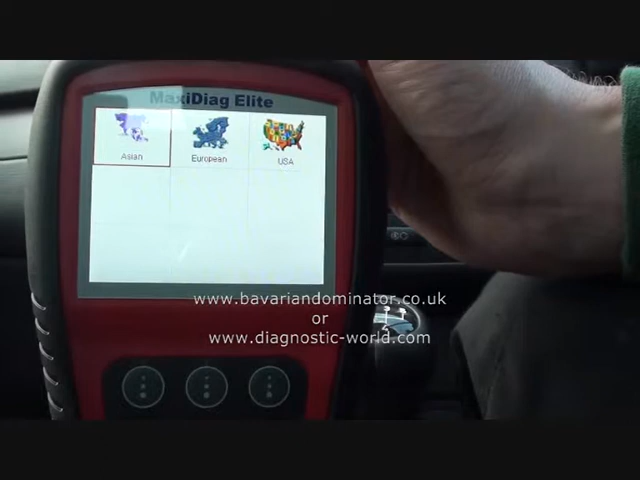 MaxiDiag Elite
Asian
European
USA
www.bavariandominator.co.uk
or
www.diagnostic-world.com